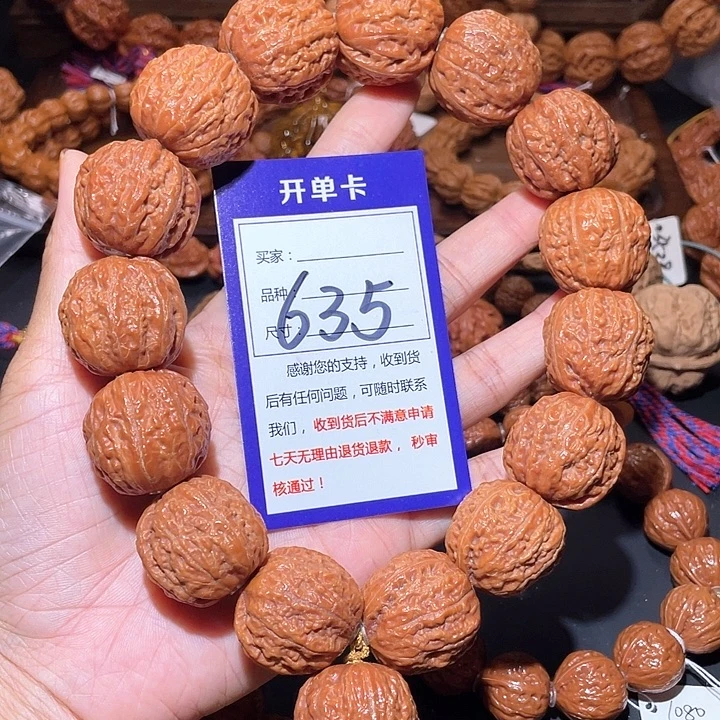 开单卡
买家：
品种
635
尺寸：
感谢您的支持，收到货
后有任何问题，可随时联系
我们，收到货后不满意申请
七天无理由退货退款，秒审
核通过！
1080